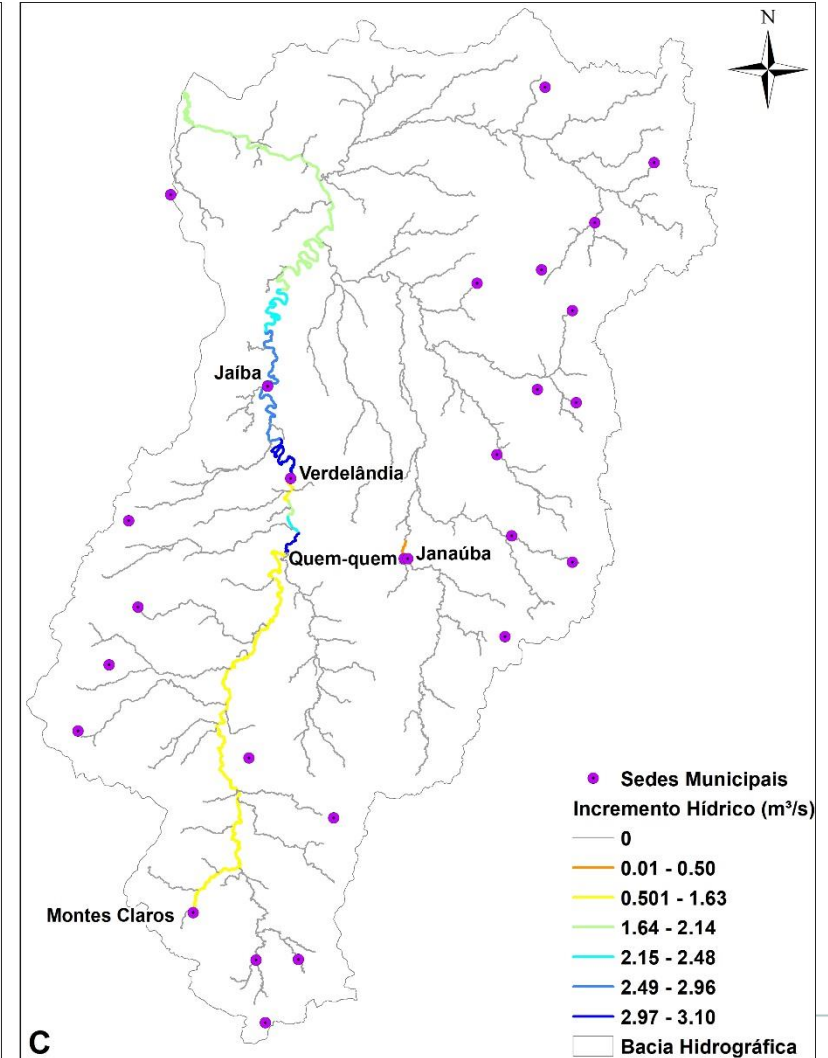 N
Jaíba
Verdelândia
Quem-quem
Janaúba
Montes Claros
Sedes Municipais
Incremento Hídrico (m³/s)
0
0.01 - 0.50
0.501 - 1.63
1.64 - 2.14
2.15 - 2.48
2.49 - 2.96
2.97 - 3.10
Bacia Hidrográfica
C